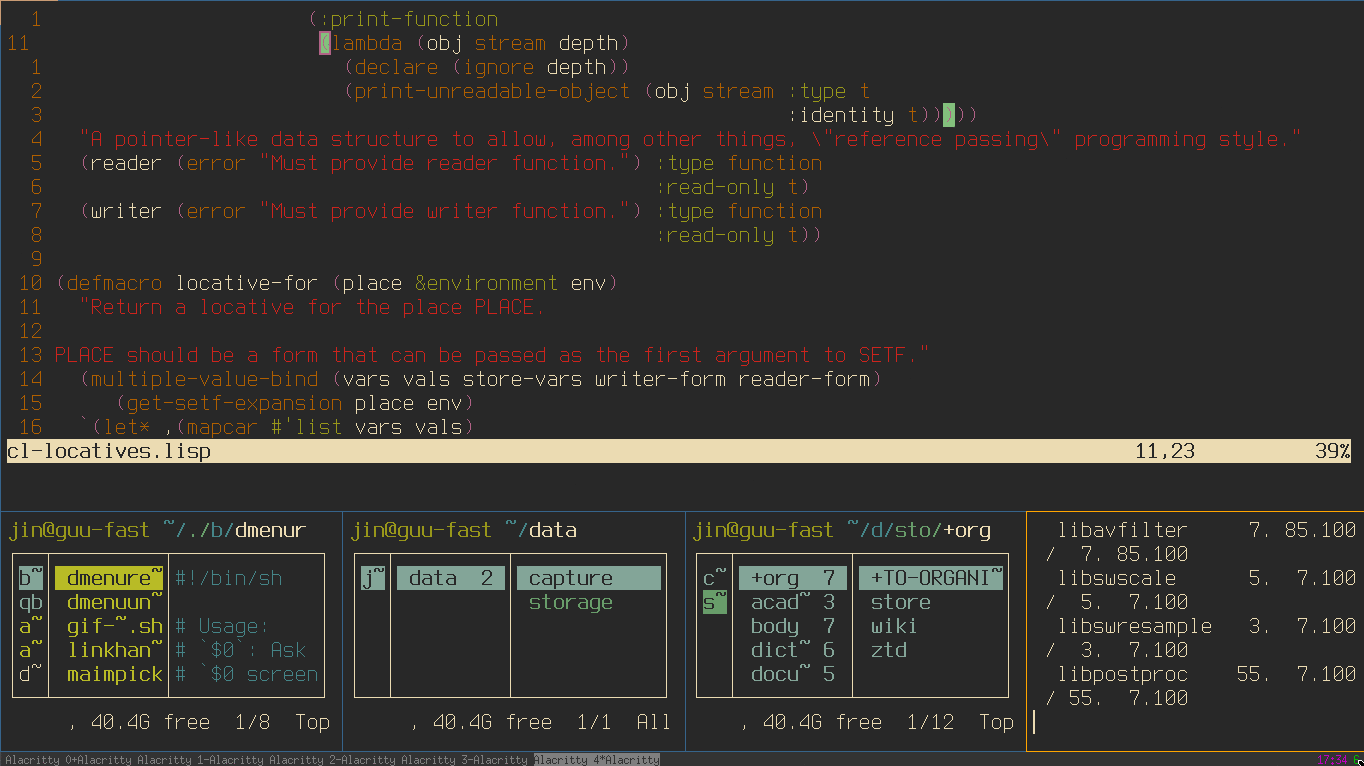 1 (:print-function
11 (lambda (obj stream depth)
1 (declare (ignore depth))
2 (print-unreadable-object (obj stream :type t
3 :identity t)))))
4 "A pointer-like data structure to allow, among other things, \"reference passing\" programming style."
5 (reader (error "Must provide reader function.") :type function
6 :read-only t)
7 (writer (error "Must provide writer function.") :type function
8 :read-only t))
9
10 (defmacro locative-for (place &environment env)
11 "Return a locative for the place PLACE.
12
13 PLACE should be a form that can be passed as the first argument to SETF."
14 (multiple-value-bind (vars vals store-vars writer-form reader-form)
15 (get-setf-expansion place env)
16 `(let* ,(mapcar #'list vars vals)
cl-locatives.lisp 11,23 39%
jin@guu-fast ~/./b/dmenur
b~ dmenure~ #!/bin/sh
qb dmenuun~
a~ gif-~.sh # Usage:
a~ linkhan~ # `$0`: Ask
d~ maimpick # `$0 screen
, 40.4G free 1/8 Top
jin@guu-fast ~/data
j~ data 2 capture
storage
, 40.4G free 1/1 All
jin@guu-fast ~/d/sto/+org
c~ +org 7 +TO-ORGANI~
s~ acad~ 3 store
body 7 wiki
dict~ 6 ztd
docu~ 5
, 40.4G free 1/12 Top
libavfilter 7. 85.100
/ 7. 85.100
libswscale 5. 7.100
/ 5. 7.100
libswresample 3. 7.100
/ 3. 7.100
libpostproc 55. 7.100
/ 55. 7.100
Alacritty 0+Alacritty Alacritty 1-Alacritty Alacritty 2-Alacritty Alacritty 3-Alacritty Alacritty 4*Alacritty 17:34